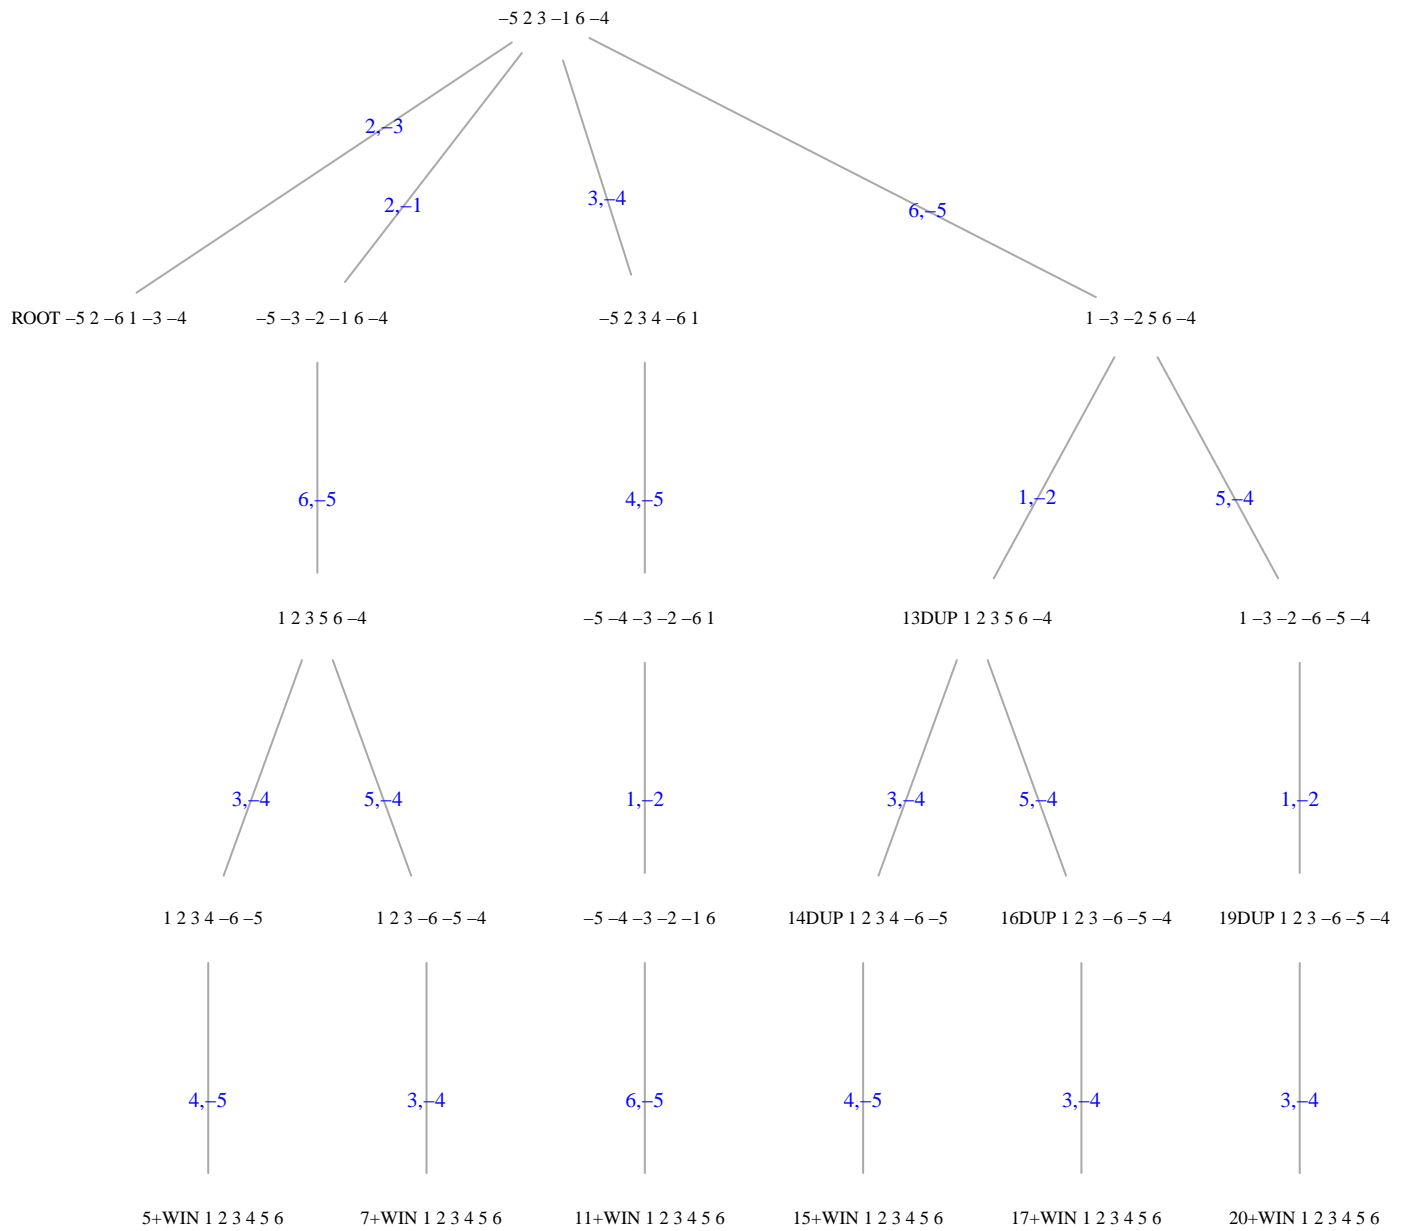 –5 2 3 –1 6 –4
2,–3
2,–1
3,–4
6,–5
ROOT –5 2 –6 1 –3 –4
–5 –3 –2 –1 6 –4
–5 2 3 4 –6 1
1 –3 –2 5 6 –4
6,–5
4,–5
1,–2
5,–4
1 2 3 5 6 –4
–5 –4 –3 –2 –6 1
13DUP 1 2 3 5 6 –4
1 –3 –2 –6 –5 –4
3,–4
5,–4
1,–2
3,–4
5,–4
1,–2
1 2 3 4 –6 –5
1 2 3 –6 –5 –4
–5 –4 –3 –2 –1 6
14DUP 1 2 3 4 –6 –5
16DUP 1 2 3 –6 –5 –4
19DUP 1 2 3 –6 –5 –4
4,–5
3,–4
6,–5
4,–5
3,–4
3,–4
5+WIN 1 2 3 4 5 6
7+WIN 1 2 3 4 5 6
11+WIN 1 2 3 4 5 6
15+WIN 1 2 3 4 5 6
17+WIN 1 2 3 4 5 6
20+WIN 1 2 3 4 5 6